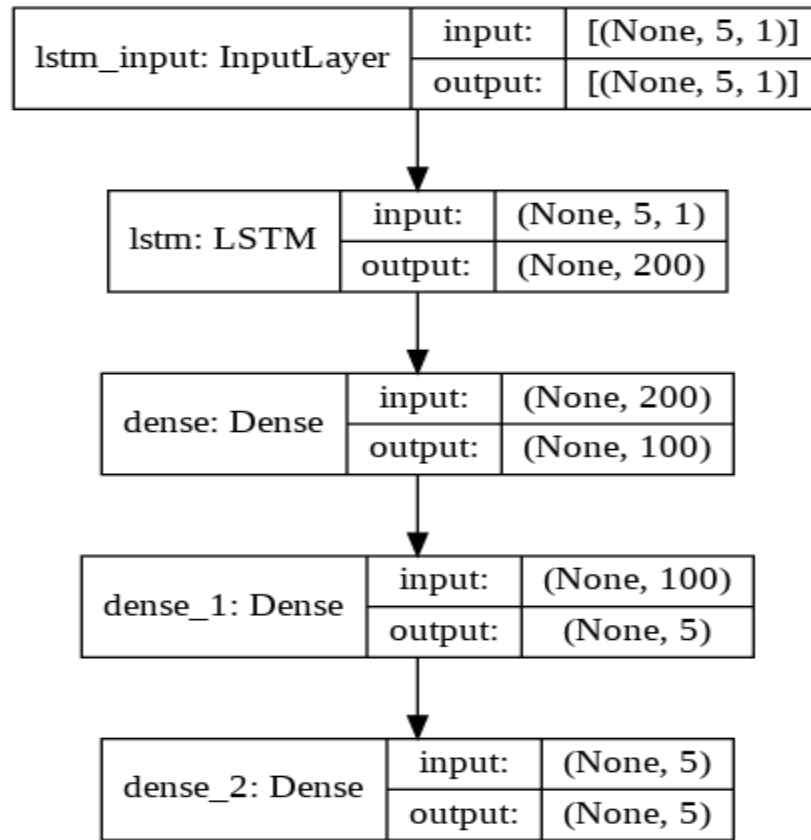 lstm_input: InputLayer
input: [(None, 5, 1)]
output: [(None, 5, 1)]
lstm: LSTM
input: (None, 5, 1)
output: (None, 200)
dense: Dense
input: (None, 200)
output: (None, 100)
dense_1: Dense
input: (None, 100)
output: (None, 5)
dense_2: Dense
input: (None, 5)
output: (None, 5)